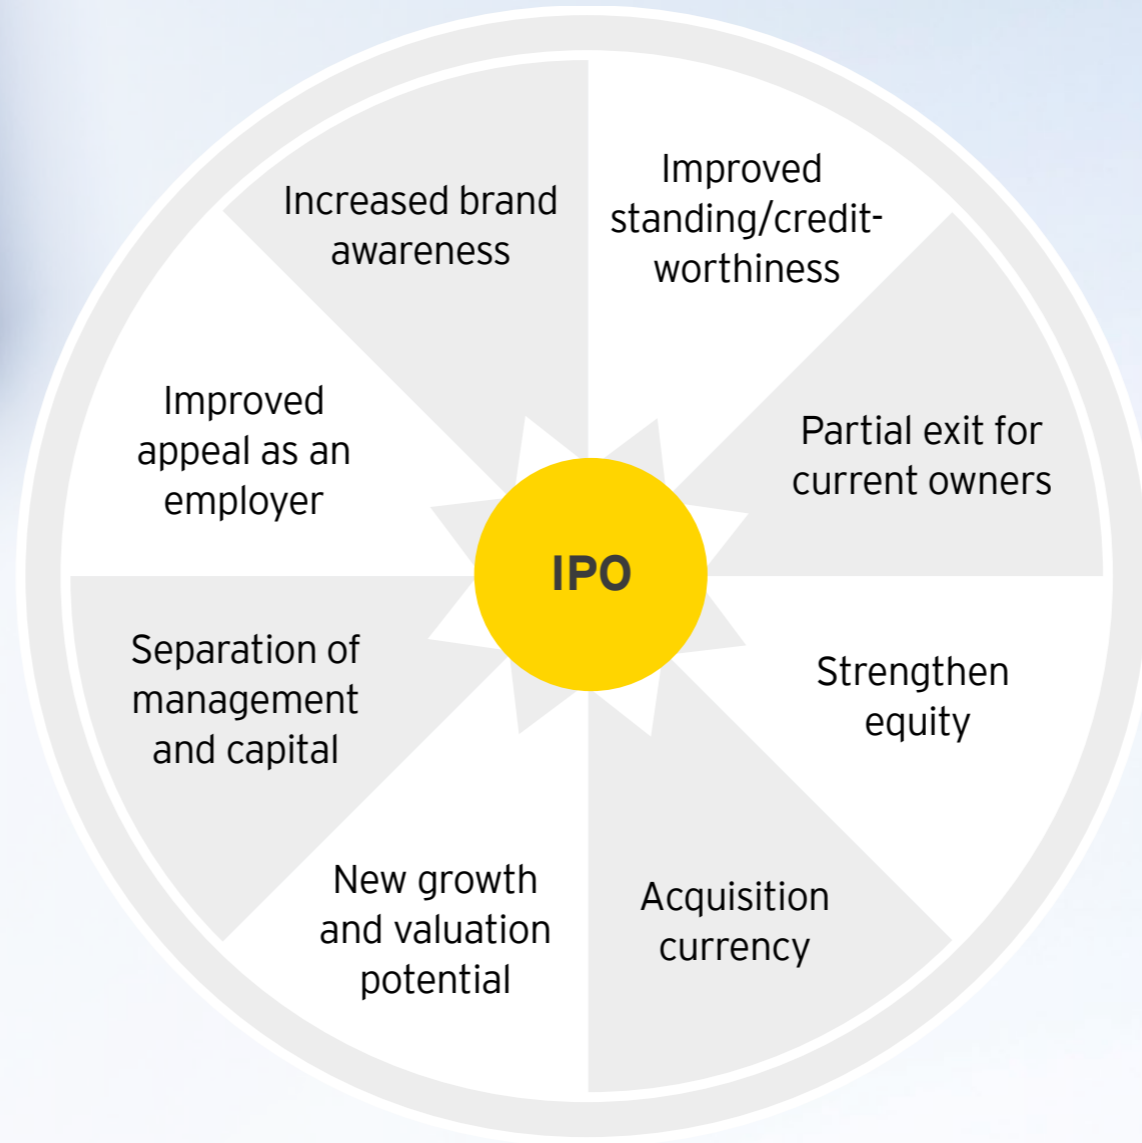 Increased brand
awareness
Improved
standing/credit-
worthiness
Partial exit for
current owners
Strengthen
equity
Acquisition
currency
New growth
and valuation
potential
Separation of
management
and capital
Improved
appeal as an
employer
IPO